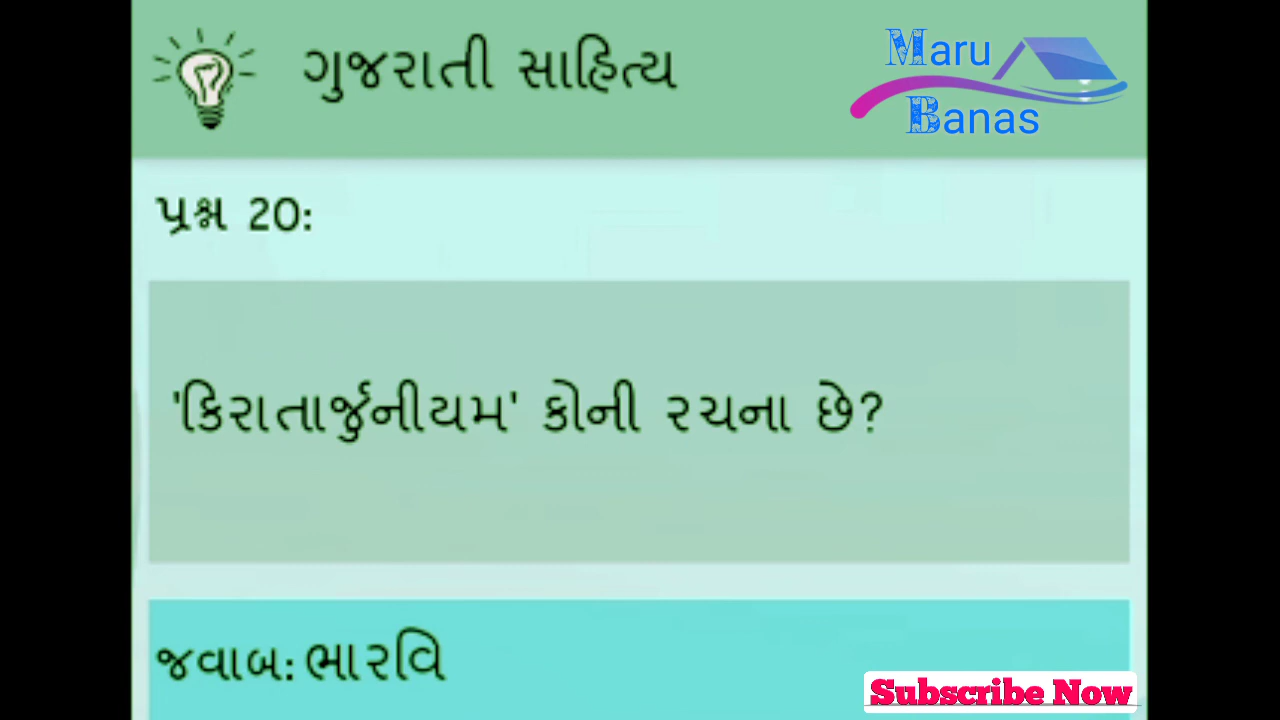 ગુજરાતી સાહિત્ય
Maru
Banas
પ્રશ્ન 20:
'કિરાતાર્જુનીયમ' કોની રચના છે?
જવાબ: ભારવિ
Subscribe Now